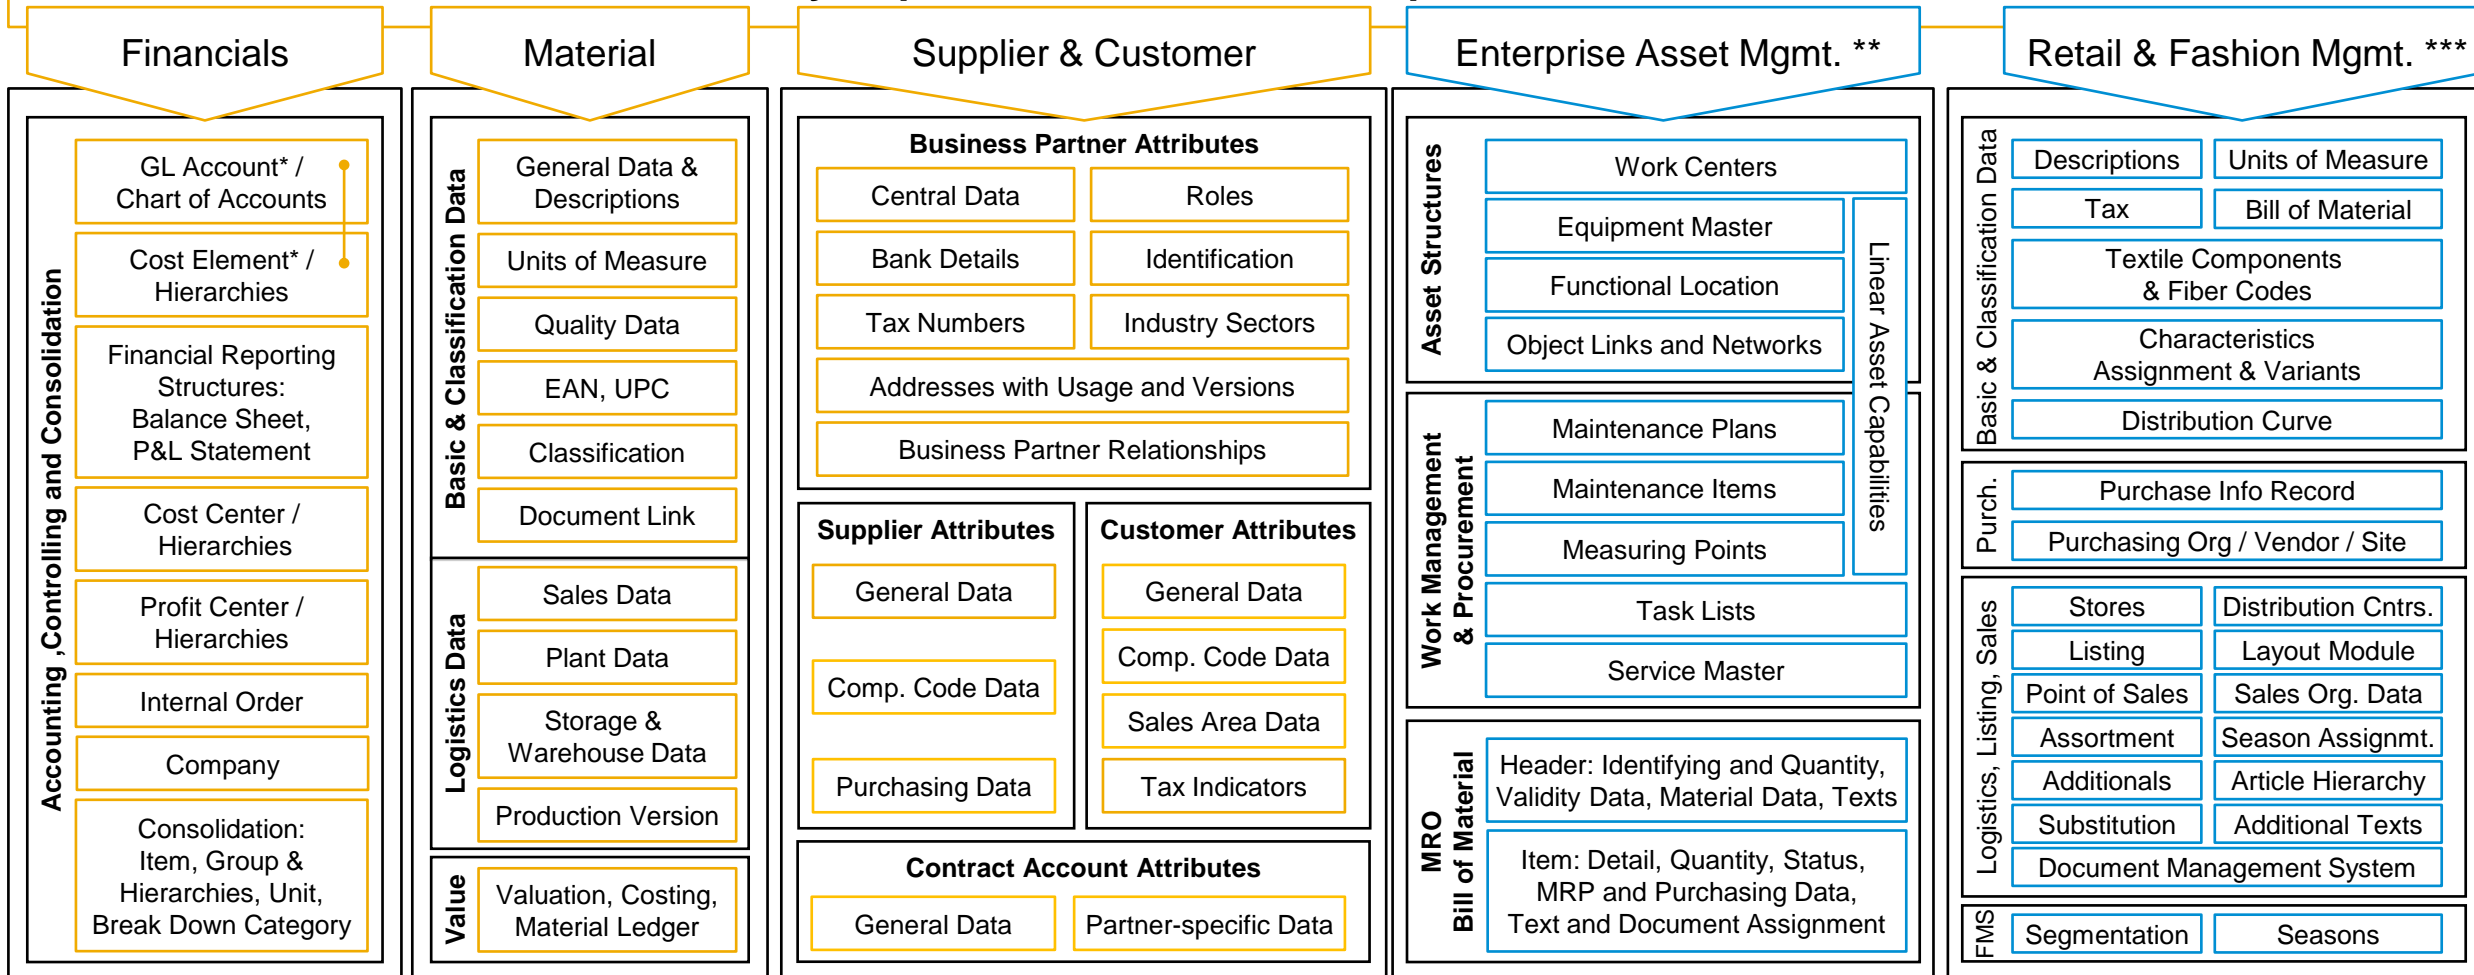 Financials
Material
Supplier & Customer
Enterprise Asset Mgmt. **
Retail & Fashion Mgmt. ***
Accounting ,Controlling and Consolidation
GL Account* /
Chart of Accounts
Cost Element* /
Hierarchies
Financial Reporting
Structures:
Balance Sheet,
P&L Statement
Cost Center /
Hierarchies
Profit Center /
Hierarchies
Internal Order
Company
Consolidation:
Item, Group &
Hierarchies, Unit,
Break Down Category
Basic & Classification Data
General Data &
Descriptions
Units of Measure
Quality Data
EAN, UPC
Classification
Document Link
Logistics Data
Sales Data
Plant Data
Storage &
Warehouse Data
Production Version
Value
Valuation, Costing,
Material Ledger
Business Partner Attributes
Central Data
Roles
Bank Details
Identification
Tax Numbers
Industry Sectors
Addresses with Usage and Versions
Business Partner Relationships
Supplier Attributes
General Data
Comp. Code Data
Purchasing Data
Customer Attributes
General Data
Comp. Code Data
Sales Area Data
Tax Indicators
Contract Account Attributes
General Data
Partner-specific Data
Asset Structures
Work Centers
Equipment Master
Functional Location
Object Links and Networks
Linear Asset Capabilities
Work Management
& Procurement
Maintenance Plans
Maintenance Items
Measuring Points
Task Lists
Service Master
MRO
Bill of Material
Header: Identifying and Quantity,
Validity Data, Material Data, Texts
Item: Detail, Quantity, Status,
MRP and Purchasing Data,
Text and Document Assignment
Basic & Classification Data
Descriptions
Units of Measure
Tax
Bill of Material
Textile Components
& Fiber Codes
Characteristics
Assignment & Variants
Distribution Curve
Purch.
Purchase Info Record
Purchasing Org / Vendor / Site
Logistics, Listing, Sales
Stores
Distribution Cntrs.
Listing
Layout Module
Point of Sales
Sales Org. Data
Assortment
Season Assignmt.
Additionals
Article Hierarchy
Substitution
Additional Texts
Document Management System
FMS
Segmentation
Seasons